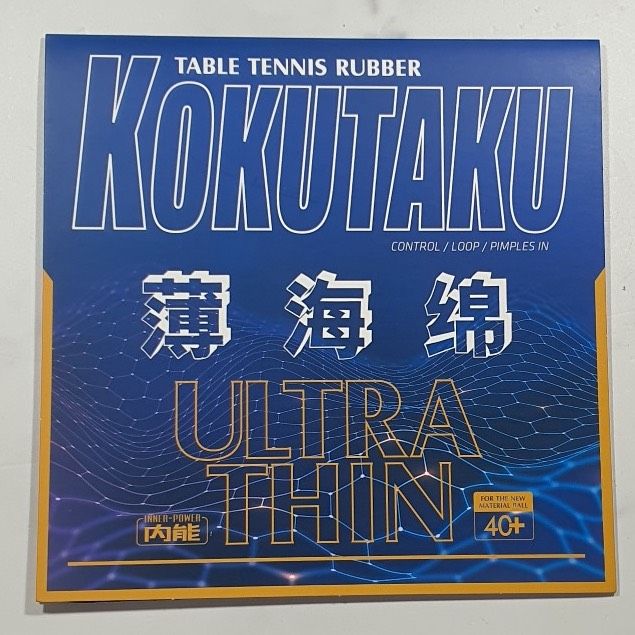 TABLE TENNIS RUBBER
KOKUTAKU
CONTROL / LOOP / PIMPLES IN
薄海绵
ULTRA
THIN
INNER-POWER
内能
FOR THE NEW
MATERIAL BALL
40+